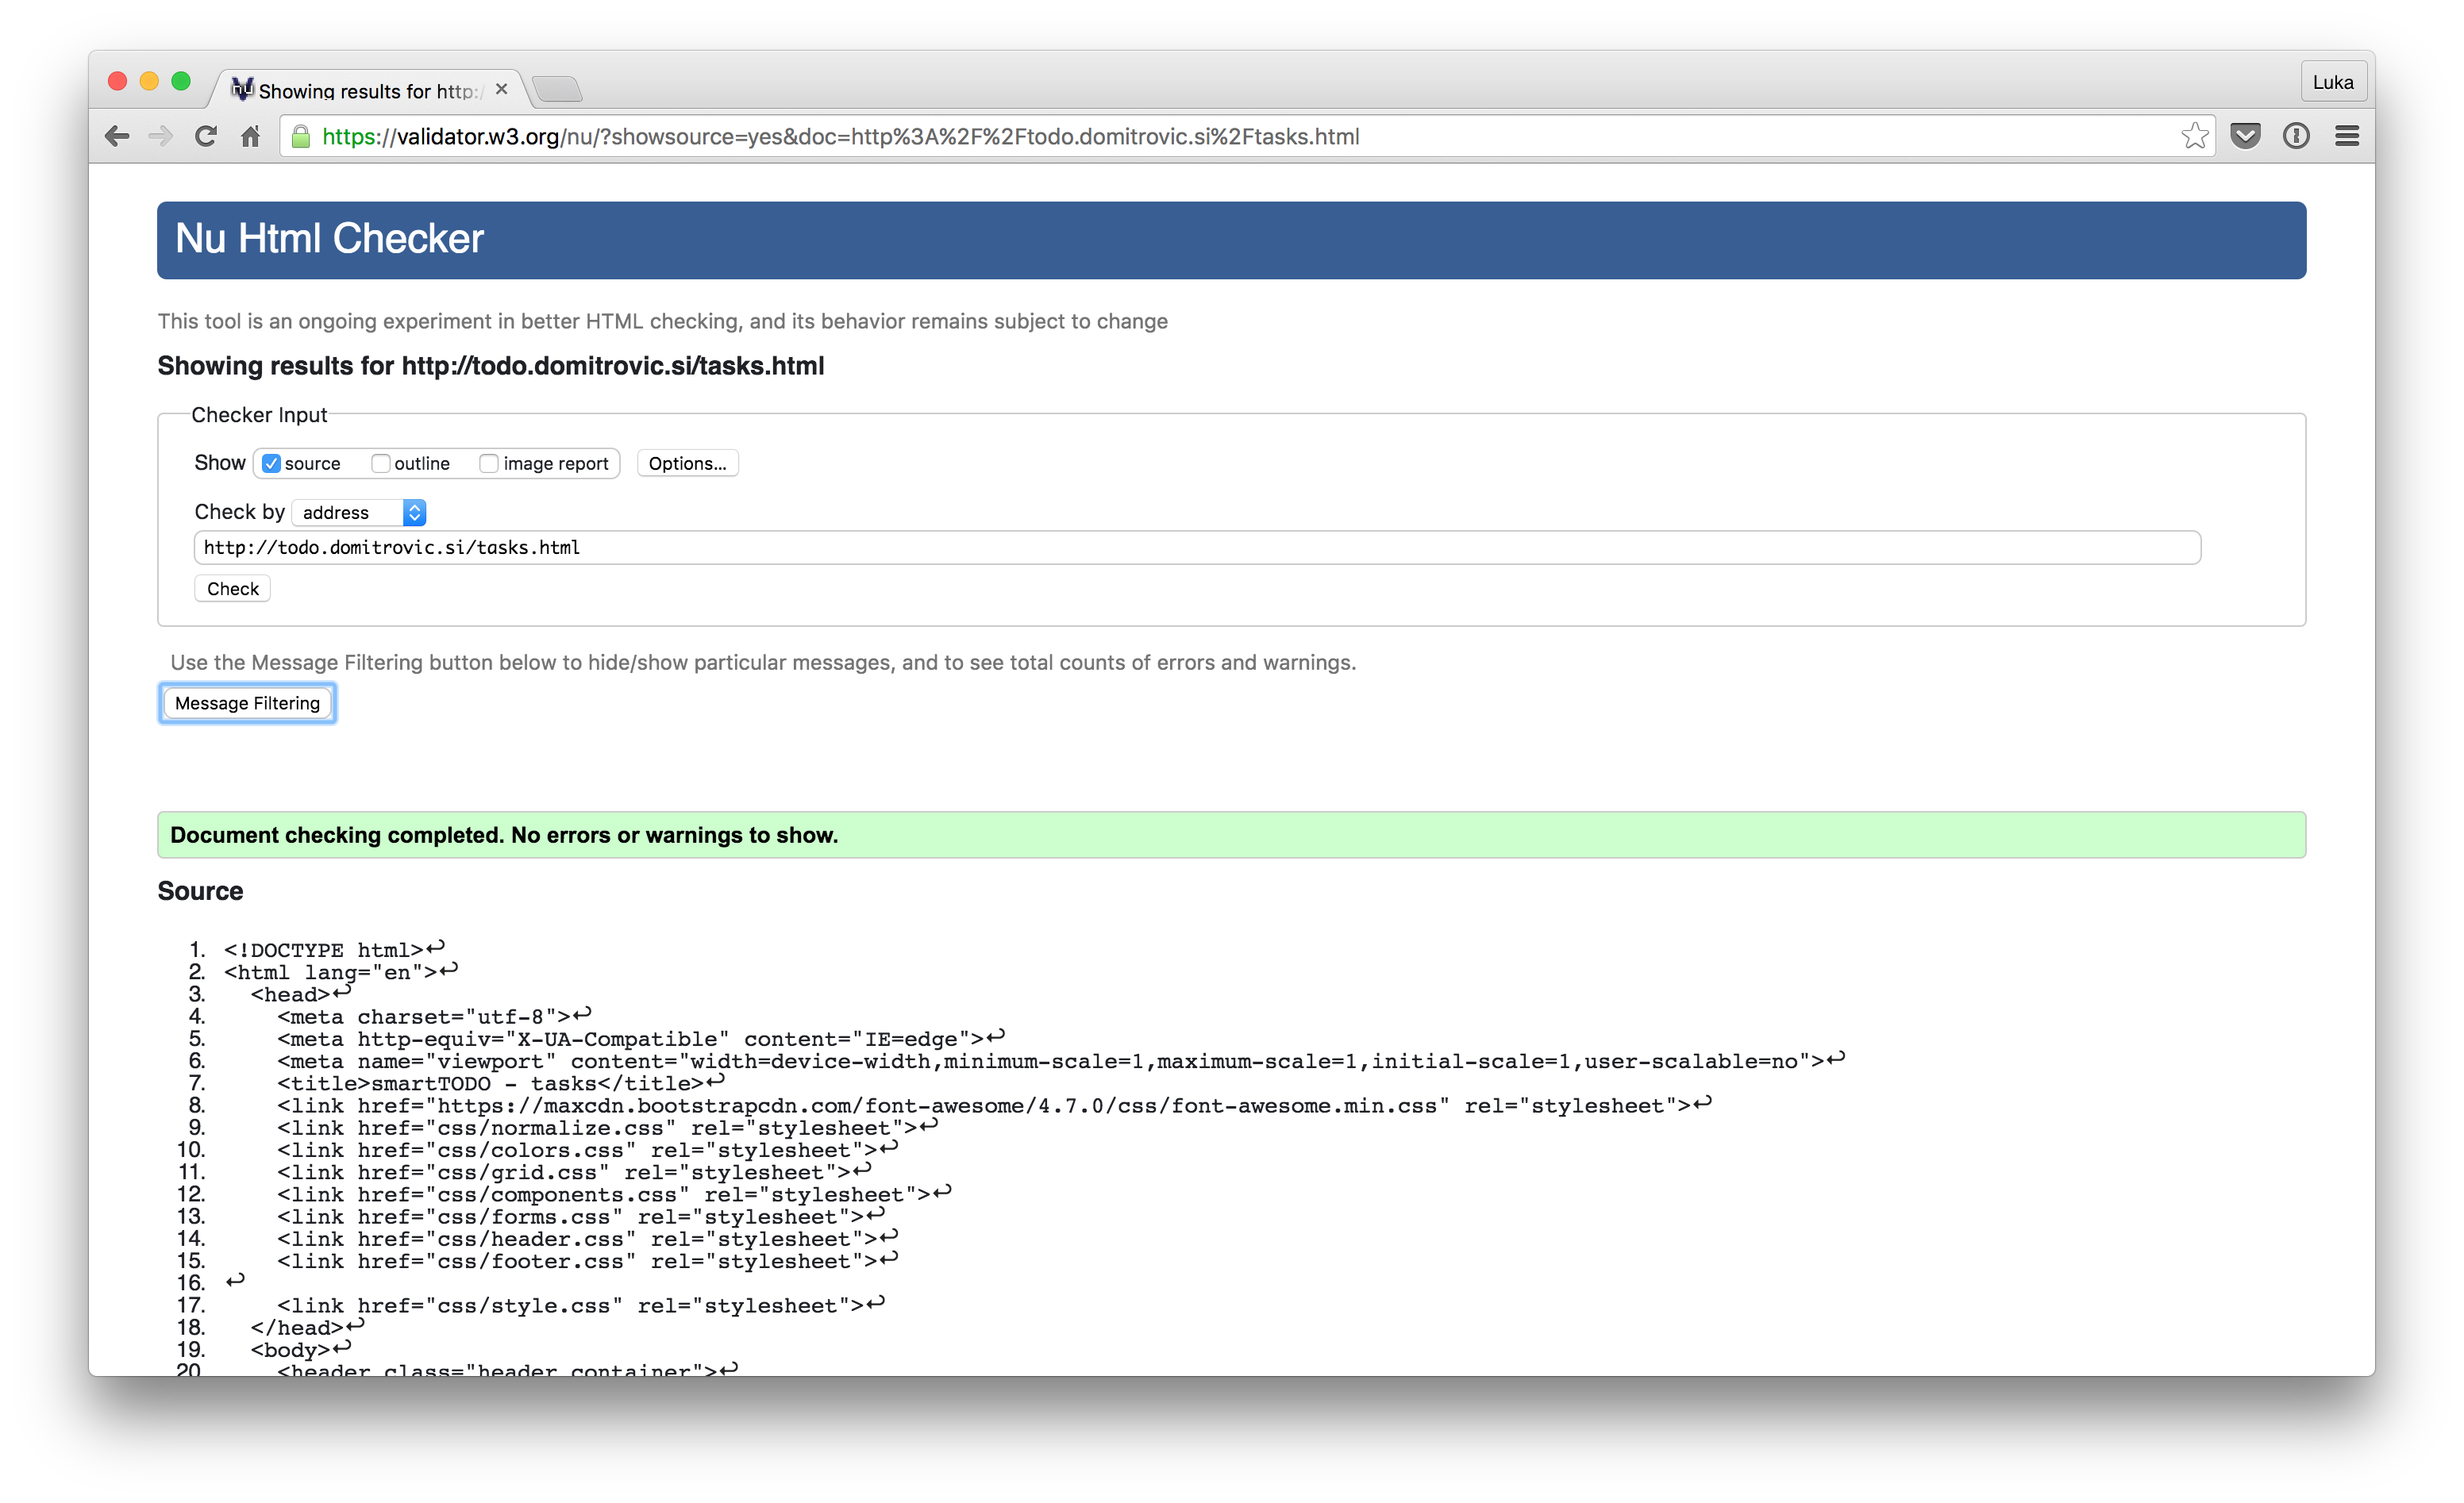 Showing results for http:/
Luka
https://validator.w3.org/nu/?showsource=yes&doc=http%3A%2F%2Ftodo.domitrovic.si%2Ftasks.html
Nu Html Checker
This tool is an ongoing experiment in better HTML checking, and its behavior remains subject to change
Showing results for http://todo.domitrovic.si/tasks.html
Checker Input
Show source outline image report Options...
Check by address
http://todo.domitrovic.si/tasks.html
Check
Use the Message Filtering button below to hide/show particular messages, and to see total counts of errors and warnings.
Message Filtering
Document checking completed. No errors or warnings to show.
Source
1. <!DOCTYPE html>↩
2. <html lang="en">↩
3. <head>↩
4. <meta charset="utf-8">↩
5. <meta http-equiv="X-UA-Compatible" content="IE=edge">↩
6. <meta name="viewport" content="width=device-width,minimum-scale=1,maximum-scale=1,initial-scale=1,user-scalable=no">↩
7. <title>smartTODO - tasks</title>↩
8. <link href="https://maxcdn.bootstrapcdn.com/font-awesome/4.7.0/css/font-awesome.min.css" rel="stylesheet">↩
9. <link href="css/normalize.css" rel="stylesheet">↩
10. <link href="css/colors.css" rel="stylesheet">↩
11. <link href="css/grid.css" rel="stylesheet">↩
12. <link href="css/components.css" rel="stylesheet">↩
13. <link href="css/forms.css" rel="stylesheet">↩
14. <link href="css/header.css" rel="stylesheet">↩
15. <link href="css/footer.css" rel="stylesheet">↩
16. ↩
17. <link href="css/style.css" rel="stylesheet">↩
18. </head>↩
19. <body>↩
20 <header class="header container">↩